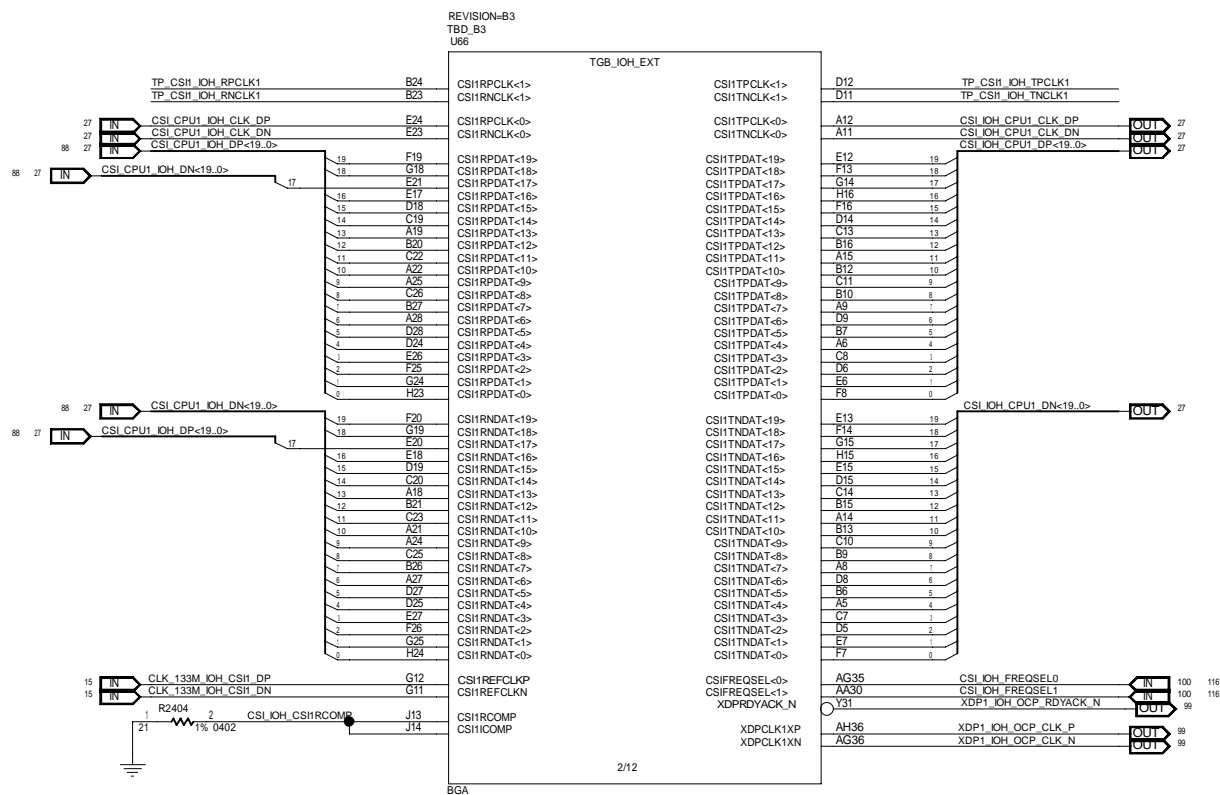 REVISION=B3
TBD_B3
U66
TGB_IOH_EXT
TP_CSI1_IOH_RPCLK1 B24 CSI1RPCLK<1> CSI1TPCLK<1> D12 TP_CSI1_IOH_TPCLK1
TP_CSI1_IOH_RNCLK1 B23 CSI1RNCLK<1> CSI1TNCLK<1> D11 TP_CSI1_IOH_TNCLK1
27 IN CSI_CPU1_IOH_CLK_DP E24 CSI1RPCLK<0> CSI1TPCLK<0> A12 CSI_IOH_CPU1_CLK_DP OUT 27
27 IN CSI_CPU1_IOH_CLK_DN E23 CSI1RNCLK<0> CSI1TNCLK<0> A11 CSI_IOH_CPU1_CLK_DN OUT 27
88 27 IN CSI_CPU1_IOH_DP<19..0> CSI_IOH_CPU1_DP<19..0> OUT 27
19 F19 CSI1RPDAT<19> CSI1TPDAT<19> E12 19
88 27 IN CSI_CPU1_IOH_DN<19..0> 18 G18 CSI1RPDAT<18> CSI1TPDAT<18> F13 18
17 E21 CSI1RPDAT<17> CSI1TPDAT<17> G14 17
16 E17 CSI1RPDAT<16> CSI1TPDAT<16> H16 16
15 D18 CSI1RPDAT<15> CSI1TPDAT<15> F16 15
14 C19 CSI1RPDAT<14> CSI1TPDAT<14> D14 14
13 A19 CSI1RPDAT<13> CSI1TPDAT<13> C13 13
12 B20 CSI1RPDAT<12> CSI1TPDAT<12> B16 12
11 C22 CSI1RPDAT<11> CSI1TPDAT<11> A15 11
10 A22 CSI1RPDAT<10> CSI1TPDAT<10> B12 10
9 A25 CSI1RPDAT<9> CSI1TPDAT<9> C11 9
8 C26 CSI1RPDAT<8> CSI1TPDAT<8> B10 8
7 B27 CSI1RPDAT<7> CSI1TPDAT<7> A9 7
6 A28 CSI1RPDAT<6> CSI1TPDAT<6> D9 6
5 D28 CSI1RPDAT<5> CSI1TPDAT<5> B7 5
4 D24 CSI1RPDAT<4> CSI1TPDAT<4> A6 4
3 E26 CSI1RPDAT<3> CSI1TPDAT<3> C8 3
2 F25 CSI1RPDAT<2> CSI1TPDAT<2> D6 2
1 G24 CSI1RPDAT<1> CSI1TPDAT<1> E6 1
0 H23 CSI1RPDAT<0> CSI1TPDAT<0> F8 0
88 27 IN CSI_CPU1_IOH_DN<19..0> CSI_IOH_CPU1_DN<19..0> OUT 27
19 F20 CSI1RNDAT<19> CSI1TNDAT<19> E13 19
88 27 IN CSI_CPU1_IOH_DP<19..0> 18 G19 CSI1RNDAT<18> CSI1TNDAT<18> F14 18
17 E20 CSI1RNDAT<17> CSI1TNDAT<17> G15 17
16 E18 CSI1RNDAT<16> CSI1TNDAT<16> H15 16
15 D19 CSI1RNDAT<15> CSI1TNDAT<15> E15 15
14 C20 CSI1RNDAT<14> CSI1TNDAT<14> D15 14
13 A18 CSI1RNDAT<13> CSI1TNDAT<13> C14 13
12 B21 CSI1RNDAT<12> CSI1TNDAT<12> B15 12
11 C23 CSI1RNDAT<11> CSI1TNDAT<11> A14 11
10 A21 CSI1RNDAT<10> CSI1TNDAT<10> B13 10
9 A24 CSI1RNDAT<9> CSI1TNDAT<9> C10 9
8 C25 CSI1RNDAT<8> CSI1TNDAT<8> B9 8
7 B26 CSI1RNDAT<7> CSI1TNDAT<7> A8 7
6 A27 CSI1RNDAT<6> CSI1TNDAT<6> D8 6
5 D27 CSI1RNDAT<5> CSI1TNDAT<5> B6 5
4 D25 CSI1RNDAT<4> CSI1TNDAT<4> A5 4
3 E27 CSI1RNDAT<3> CSI1TNDAT<3> C7 3
2 F26 CSI1RNDAT<2> CSI1TNDAT<2> D5 2
1 G25 CSI1RNDAT<1> CSI1TNDAT<1> E7 1
0 H24 CSI1RNDAT<0> CSI1TNDAT<0> F7 0
15 IN CLK_133M_IOH_CSI1_DP G12 CSI1REFCLKP CSIFREQSEL<0> AG35 CSI_IOH_FREQSEL0 IN 100 116
15 IN CLK_133M_IOH_CSI1_DN G11 CSI1REFCLKN CSIFREQSEL<1> AA30 CSI_IOH_FREQSEL1 IN 100 116
XDPRDYACK_N Y31 XDP1_IOH_OCP_RDYACK_N OUT 99
R2404
1 2 CSI_IOH_CSI1RCOMP J13 CSI1RCOMP
21 1% 0402 J14 CSI1ICOMP XDPCLK1XP AH36 XDP1_IOH_OCP_CLK_P OUT 99
XDPCLK1XN AG36 XDP1_IOH_OCP_CLK_N OUT 99
2/12
BGA